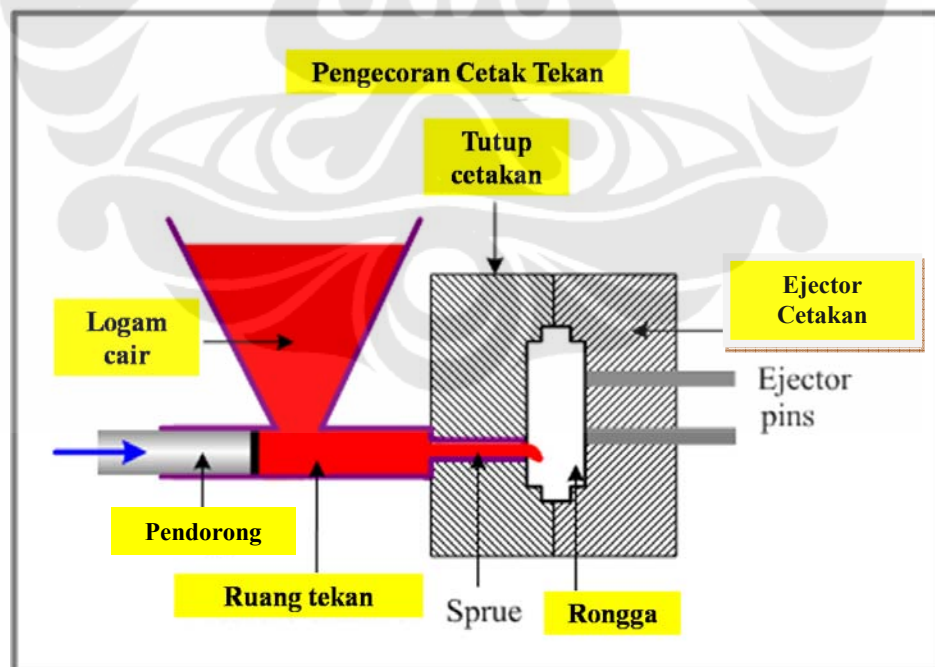 Pengecoran Cetak Tekan
Tutup
cetakan
Ejector
Cetakan
Logam
cair
Ejector
pins
Pendorong
Ruang tekan
Sprue
Rongga